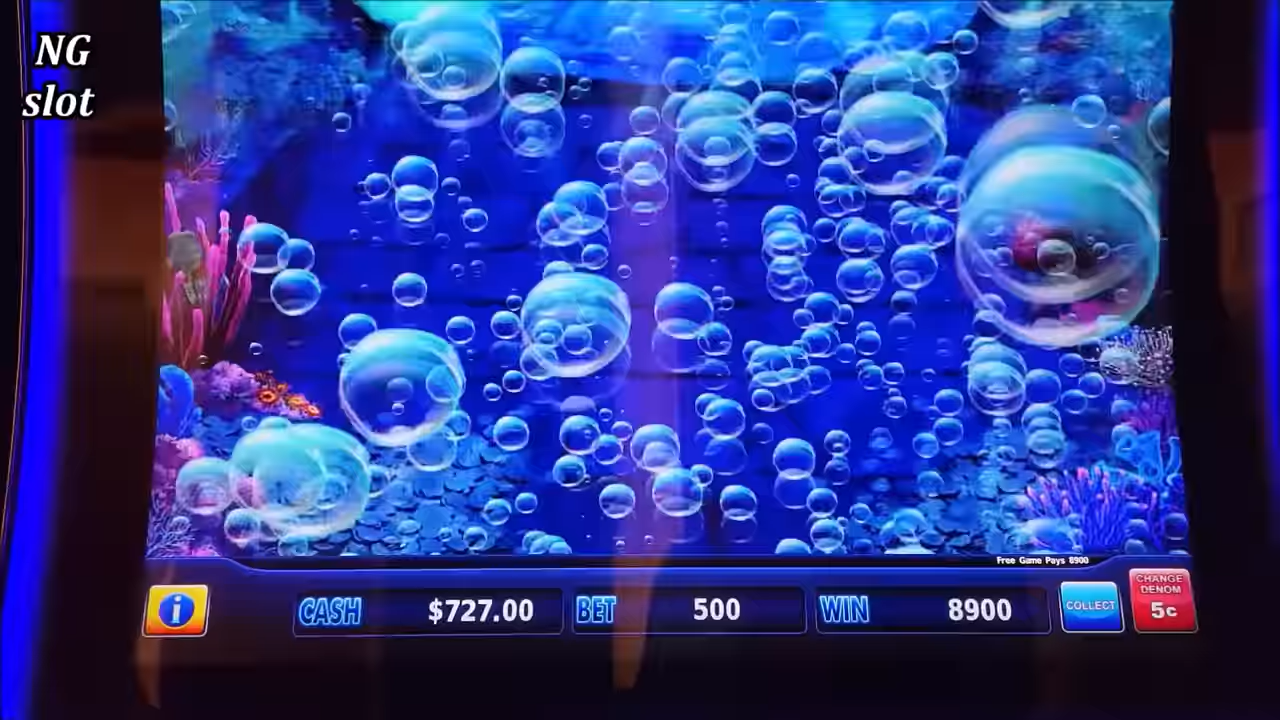 NG
slot
Free Game Pays 8900
i
CASH $727.00
BET 500
WIN 8900
COLLECT
CHANGE
DENOM
5c